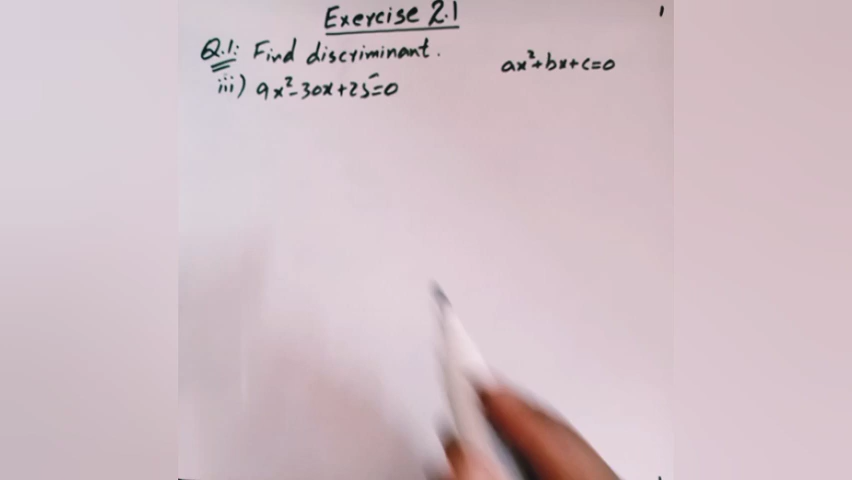 Exercise 2.1
Q.1: Find discriminant.
ax²+bx+c=0
iii) 9x²-30x+25=0